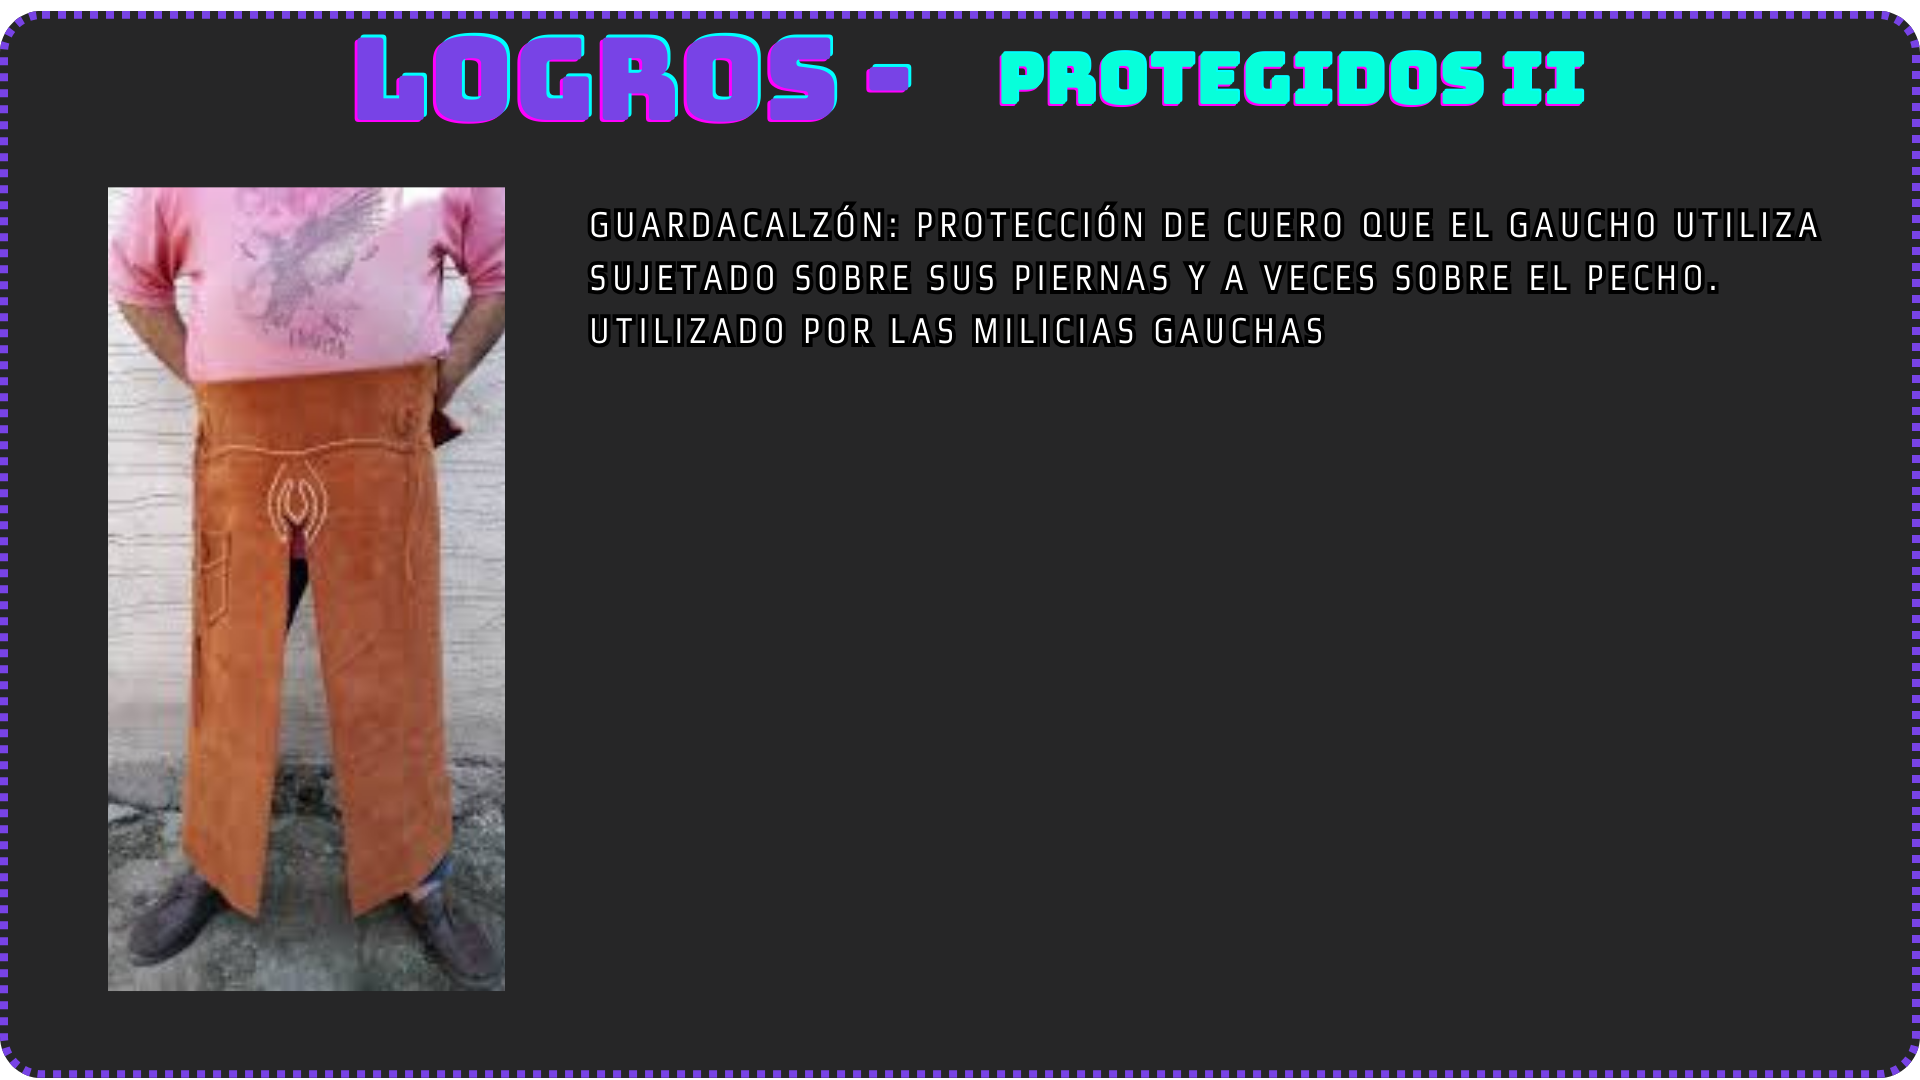 LOGROS - PROTEGIDOS II
GUARDACALZÓN: PROTECCIÓN DE CUERO QUE EL GAUCHO UTILIZA
SUJETADO SOBRE SUS PIERNAS Y A VECES SOBRE EL PECHO.
UTILIZADO POR LAS MILICIAS GAUCHAS